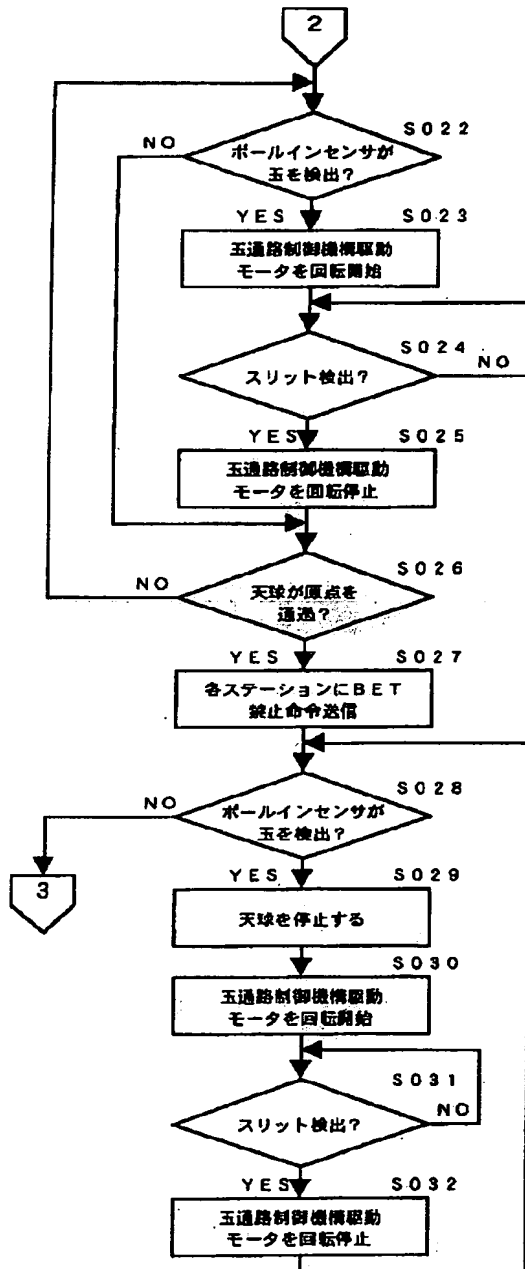 2
S022
NO
ボールインセンサが
玉を検出?
YES
S023
玉通路制御機構駆動
モータを回転開始
S024
NO
スリット検出?
YES
S025
玉通路制御機構駆動
モータを回転停止
S026
NO
天球が原点を
通過?
YES
S027
各ステーションにBET
禁止命令送信
S028
NO
ボールインセンサが
玉を検出?
3
YES
S029
天球を停止する
S030
玉通路制御機構駆動
モータを回転開始
S031
NO
スリット検出?
YES
S032
玉通路制御機構駆動
モータを回転停止